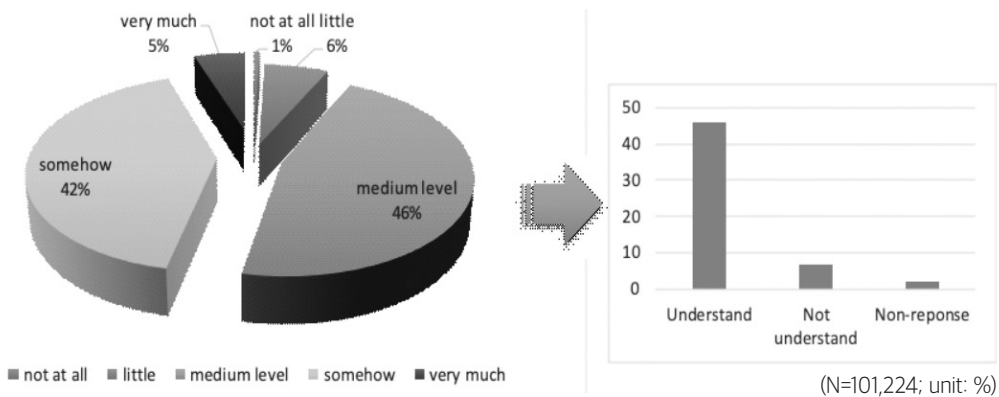 very much
5%
not at all little
1% 6%
somehow
42%
medium level
46%
not at all little medium level somehow very much
50
40
30
20
10
0
Understand
Not
understand
Non-reponse
(N=101,224; unit: %)